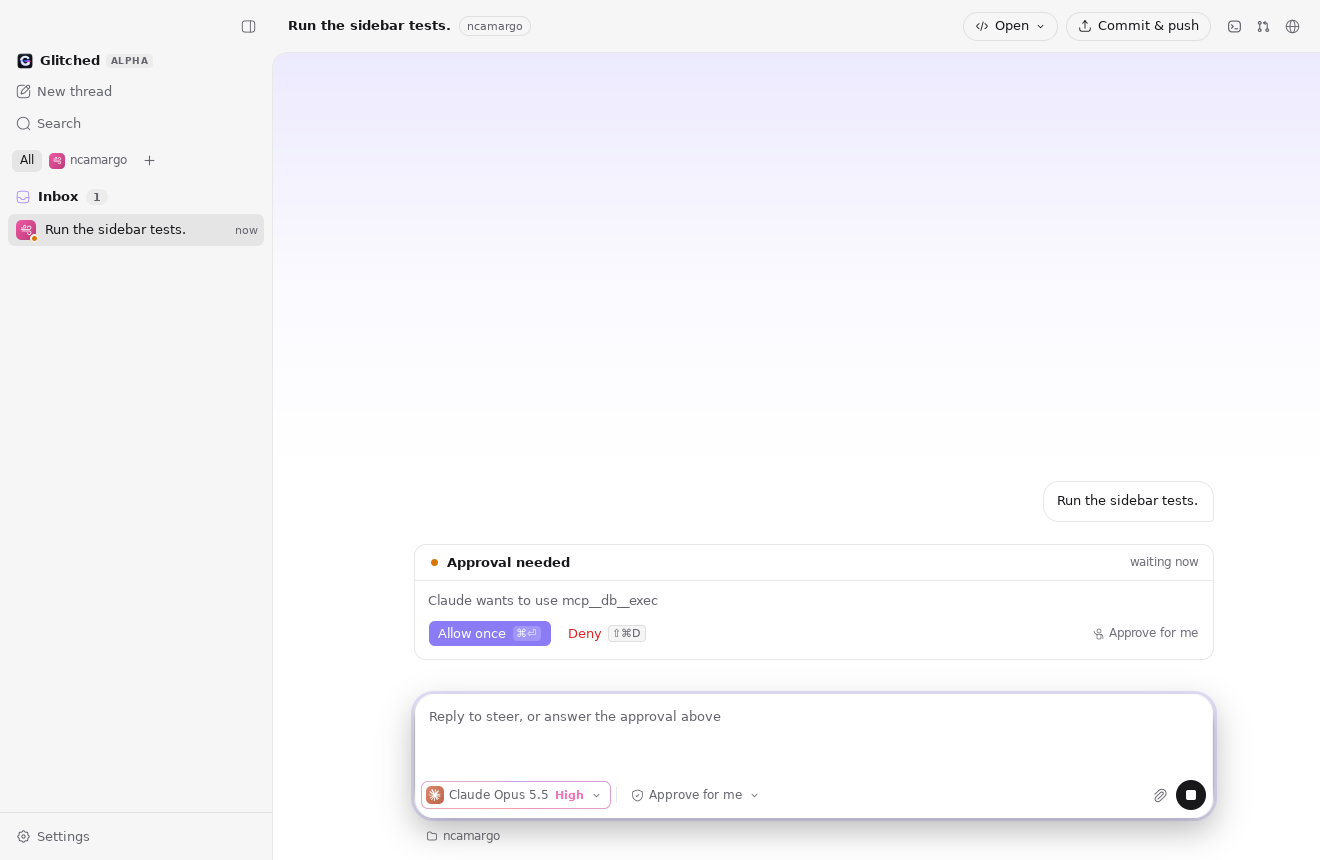 Run the sidebar tests. ncamargo
Open
Commit & push
Glitched ALPHA
New thread
Search
All ncamargo
Inbox 1
Run the sidebar tests. now
Run the sidebar tests.
Approval needed waiting now
Claude wants to use mcp__db__exec
Allow once ⌘⏎ Deny ⇧⌘D Approve for me
Reply to steer, or answer the approval above
Claude Opus 5.5 High Approve for me
ncamargo
Settings